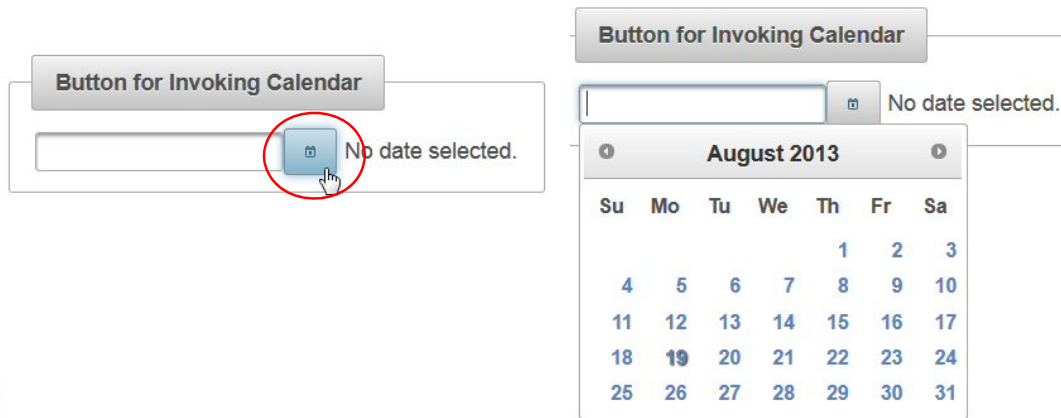 Button for Invoking Calendar
No date selected.
Button for Invoking Calendar
No date selected.
August 2013
Su Mo Tu We Th Fr Sa
1 2 3
4 5 6 7 8 9 10
11 12 13 14 15 16 17
18 19 20 21 22 23 24
25 26 27 28 29 30 31